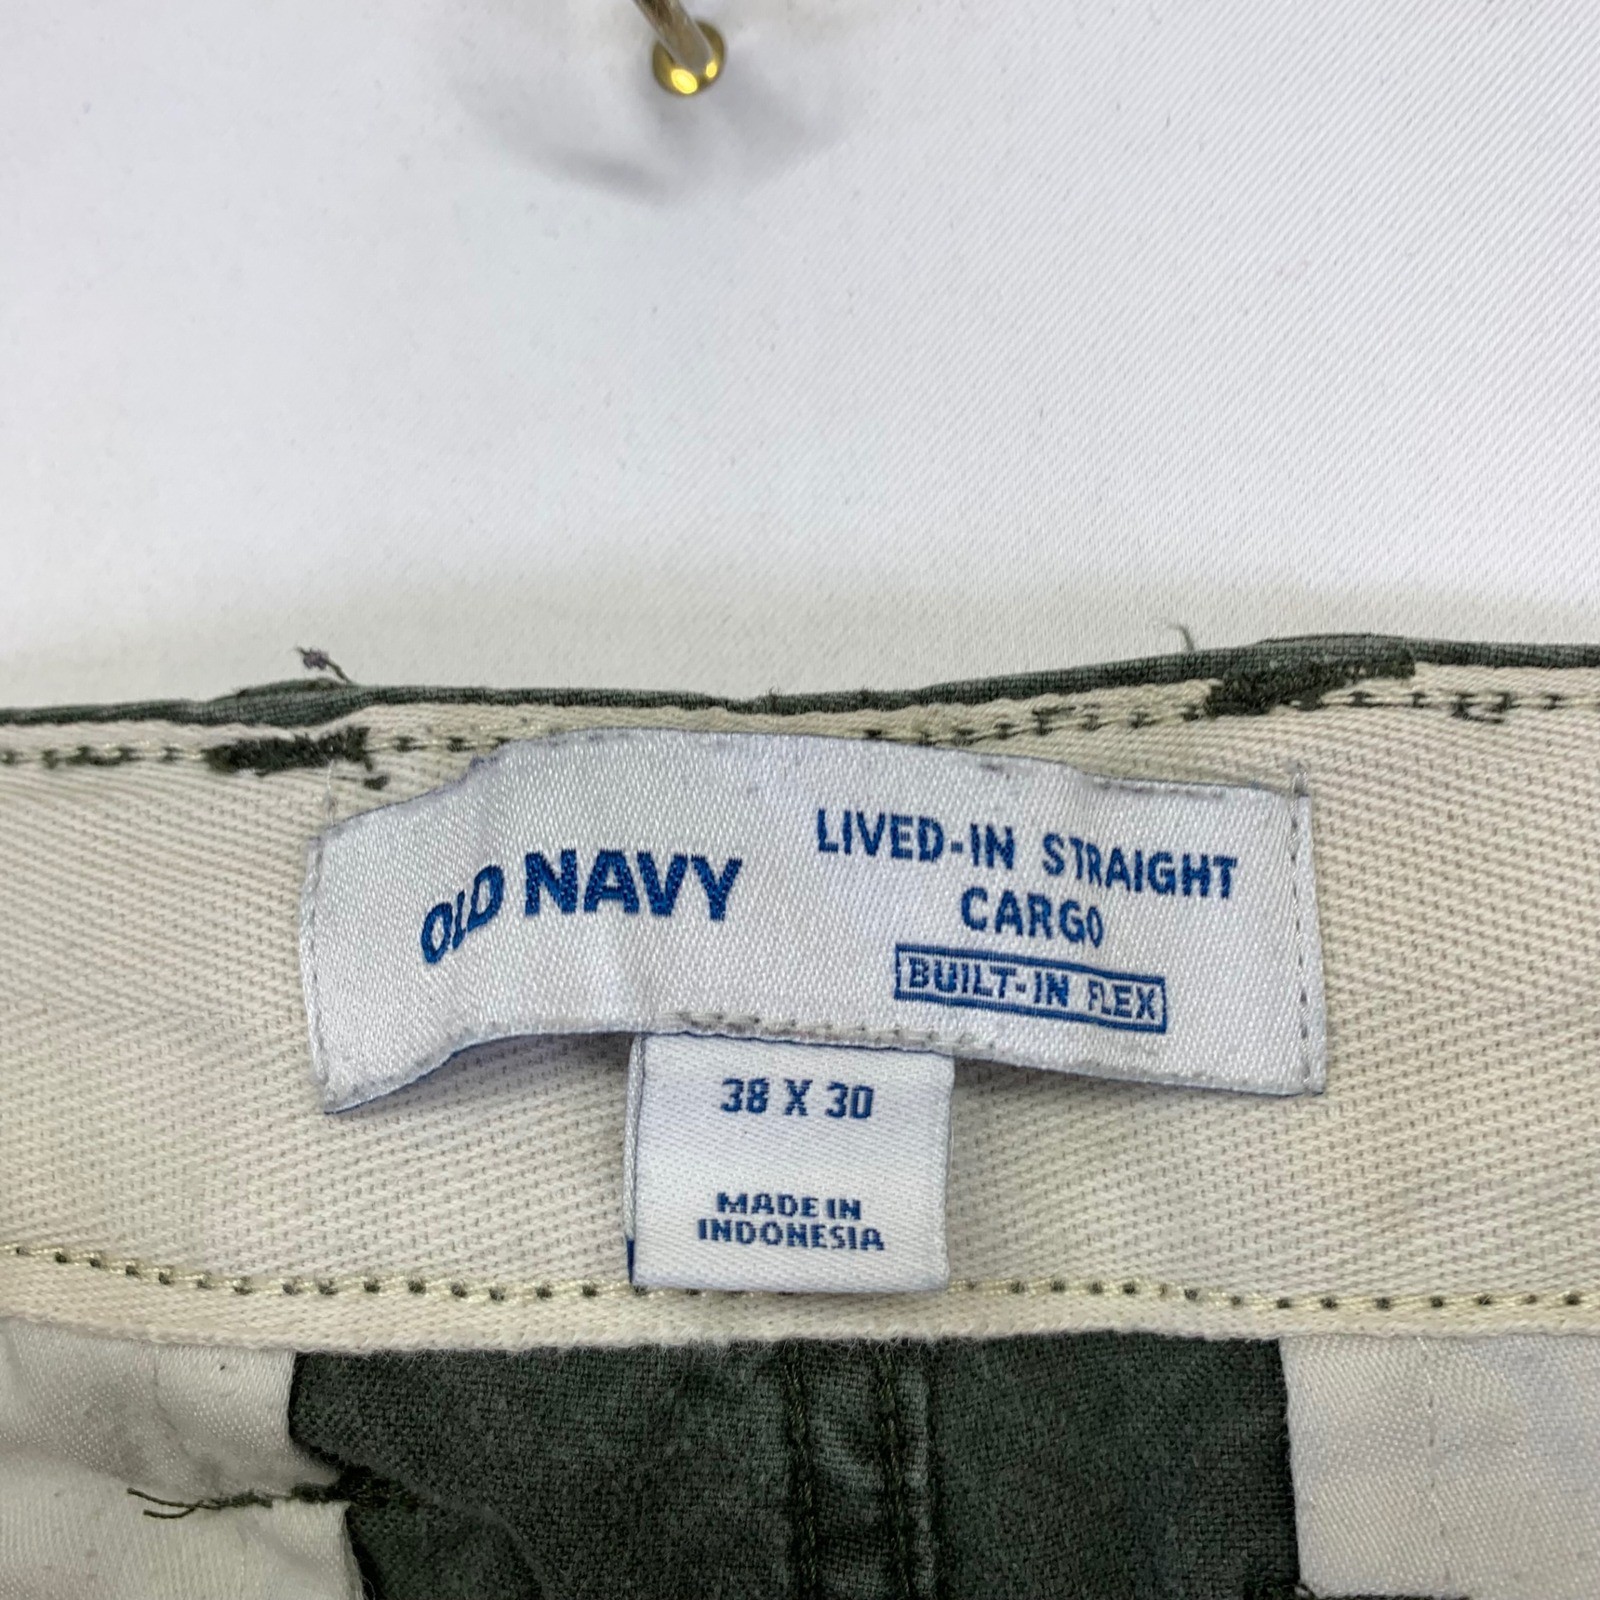 OLD NAVY
LIVED-IN STRAIGHT
CARGO
BUILT-IN FLEX
38 X 30
MADE IN
INDONESIA